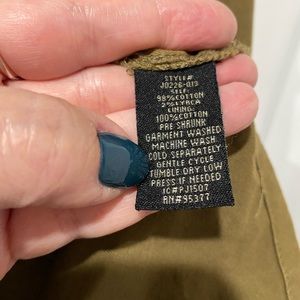 STYLE#
J0226-019
SELF:
98%COTTON
2%LYCRA
LINING:
100%COTTON
PRE SHRUNK
GARMENT WASHED
MACHINE WASH
COLD SEPARATELY
GENTLE CYCLE
TUMBLE DRY LOW
PRESS IF NEEDED
IC#PJ1507
RN#95377